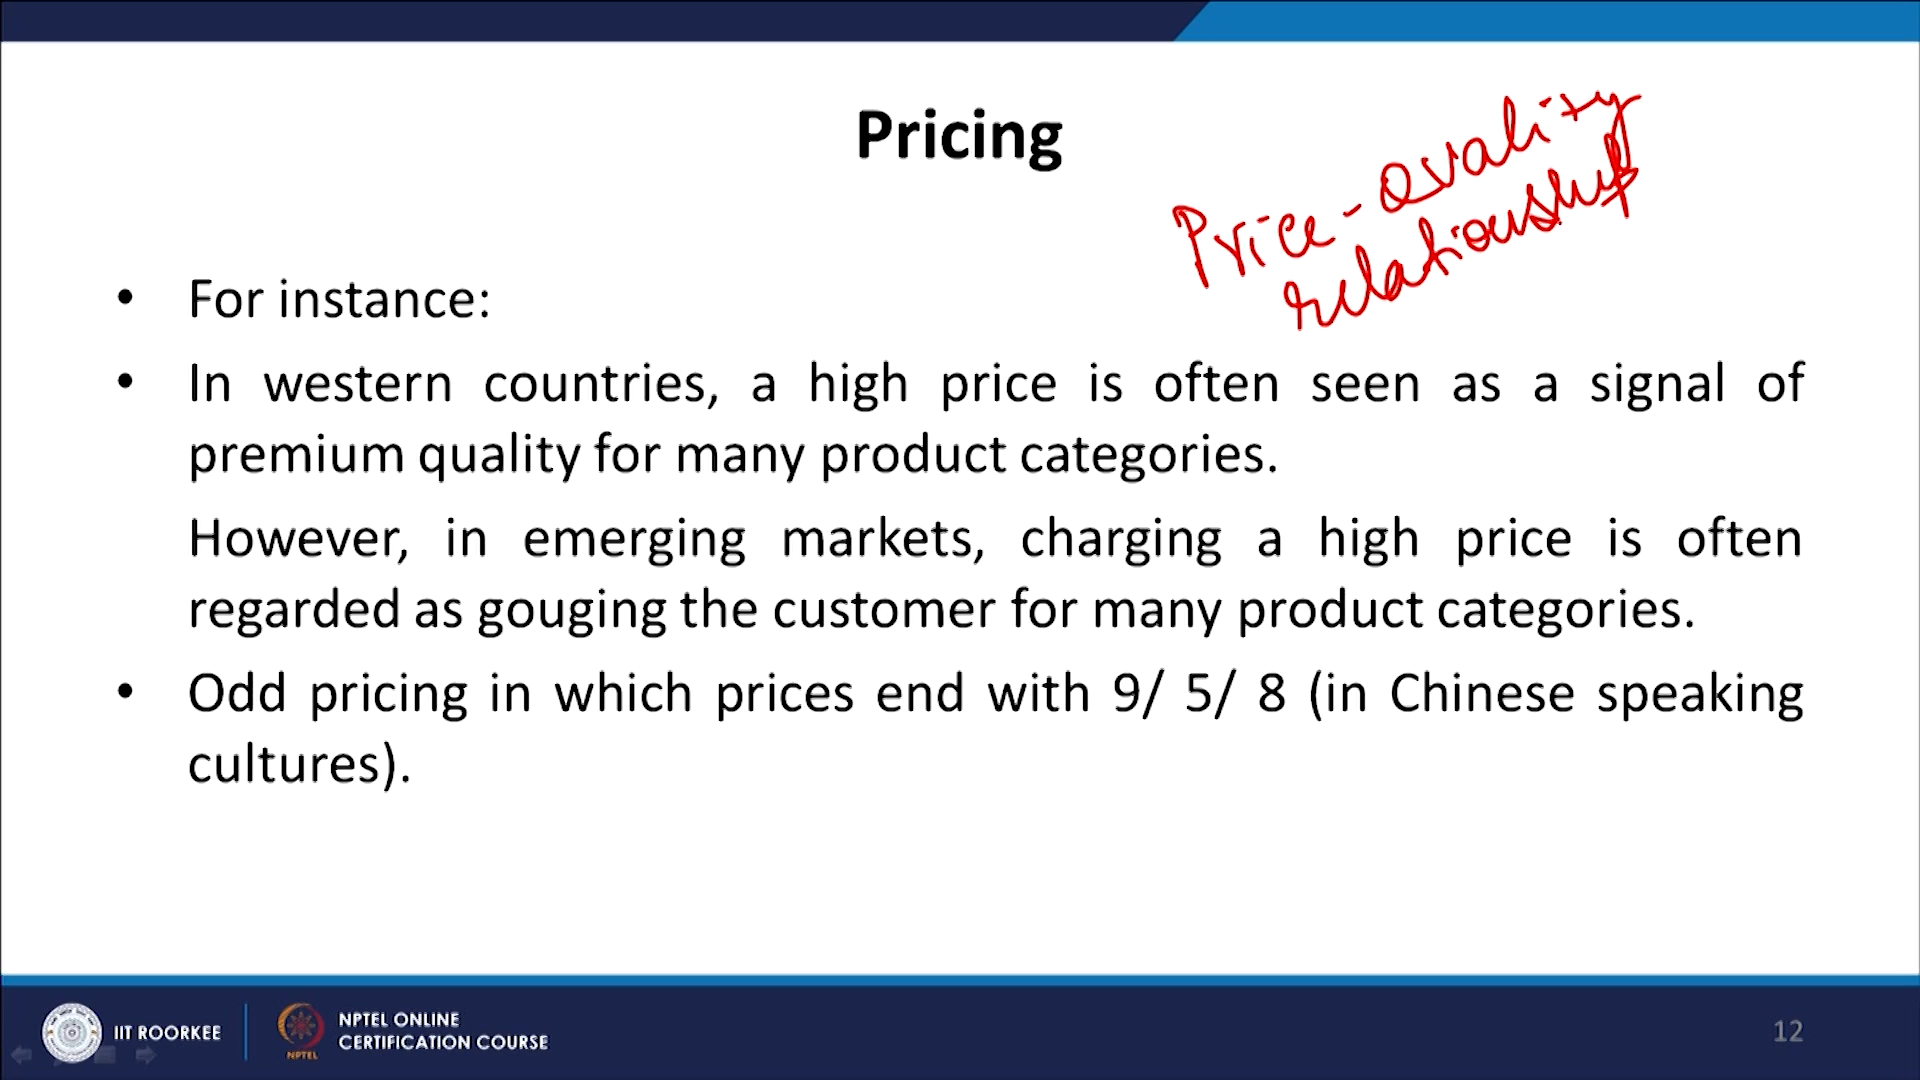 Pricing
Price-Quality
relationship
• For instance:
• In western countries, a high price is often seen as a signal of
premium quality for many product categories.
However, in emerging markets, charging a high price is often
regarded as gouging the customer for many product categories.
• Odd pricing in which prices end with 9/ 5/ 8 (in Chinese speaking
cultures).
IIT ROORKEE
NPTEL
NPTEL ONLINE
CERTIFICATION COURSE
12